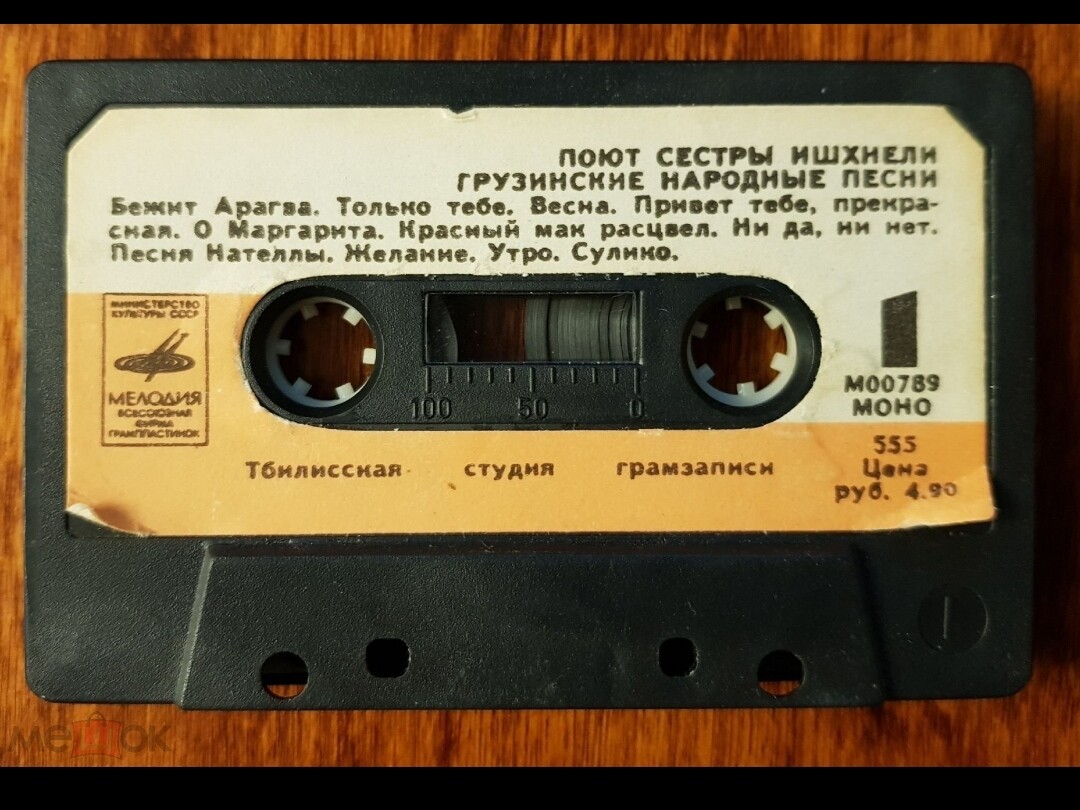 ПОЮТ СЕСТРЫ ИШХНЕЛИ
ГРУЗИНСКИЕ НАРОДНЫЕ ПЕСНИ
Бежит Арагва. Только тебе. Весна. Привет тебе, прекра-
сная. О Маргарита. Красный мак расцвел. Ни да, ни нет.
Песня Нателлы. Желание. Утро. Сулико.
МИНИСТЕРСТВО
КУЛЬТУРЫ СССР
МЕЛОДИЯ
ВСЕСОЮЗНАЯ
ФИРМА
ГРАМПЛАСТИНОК
100 50 0
1
М00789
МОНО
555
Цена
руб. 4.90
Тбилисская студия грамзаписи
мешок